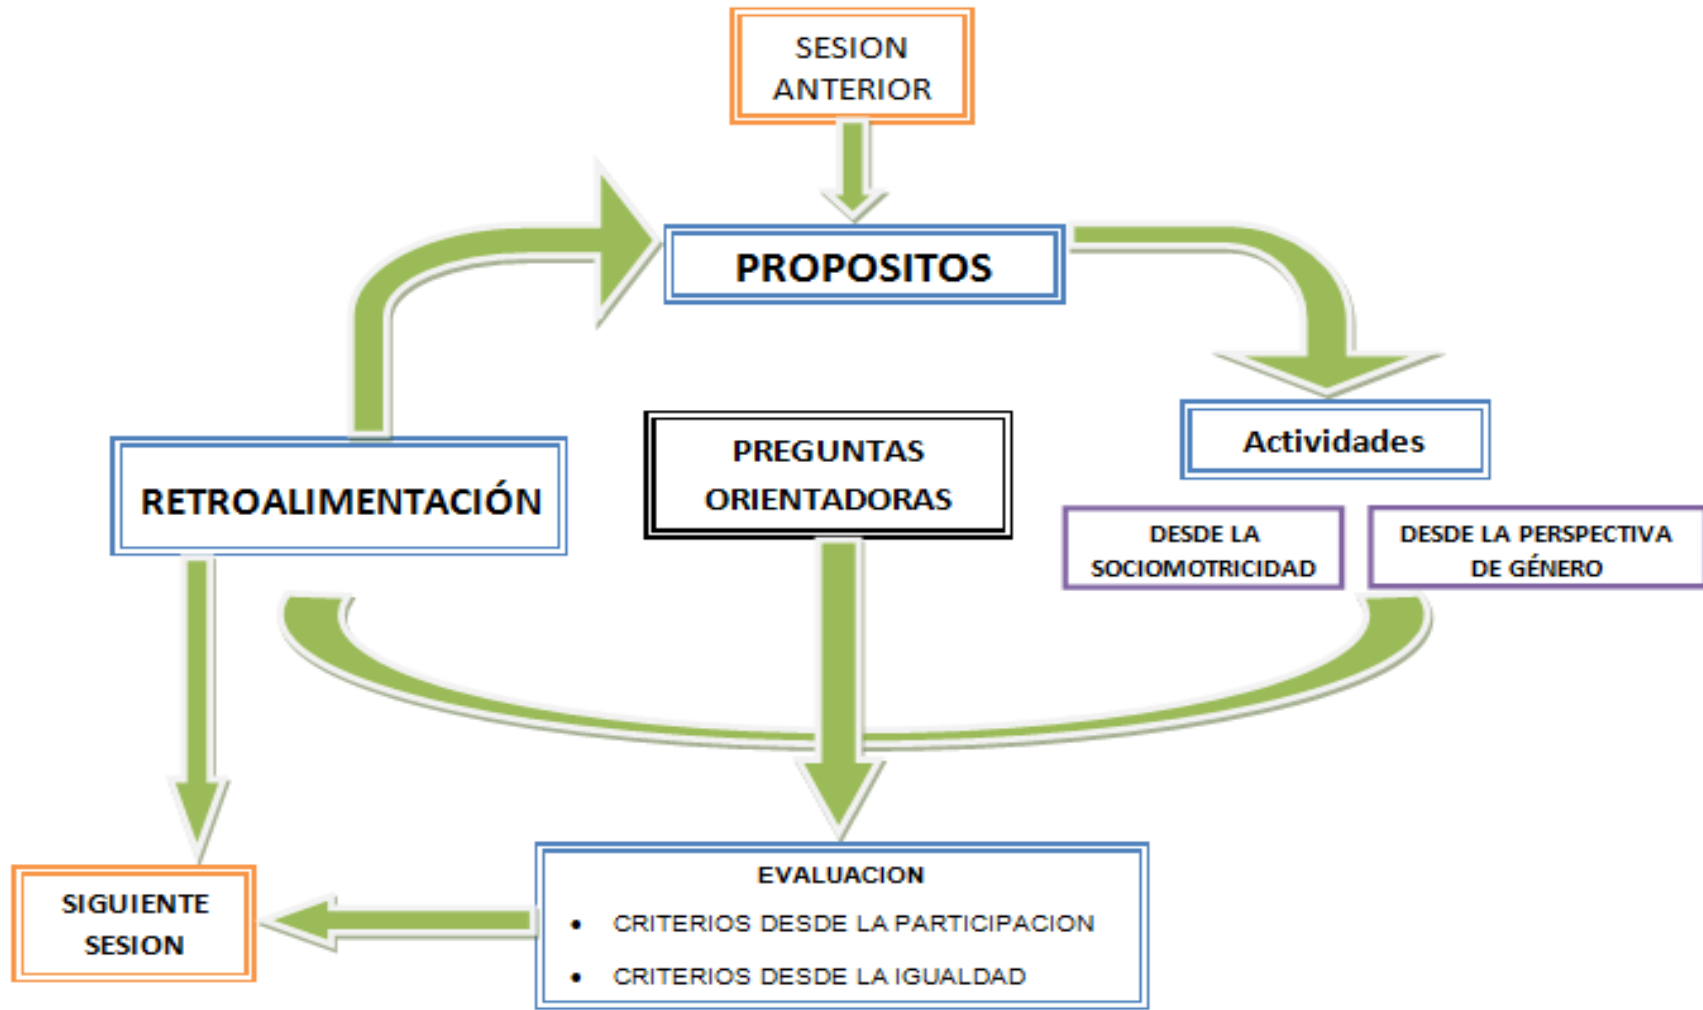 SESION
ANTERIOR
PROPOSITOS
Actividades
PREGUNTAS
ORIENTADORAS
RETROALIMENTACIÓN
DESDE LA
SOCIOMOTRICIDAD
DESDE LA PERSPECTIVA
DE GÉNERO
EVALUACION
• CRITERIOS DESDE LA PARTICIPACION
• CRITERIOS DESDE LA IGUALDAD
SIGUIENTE
SESION